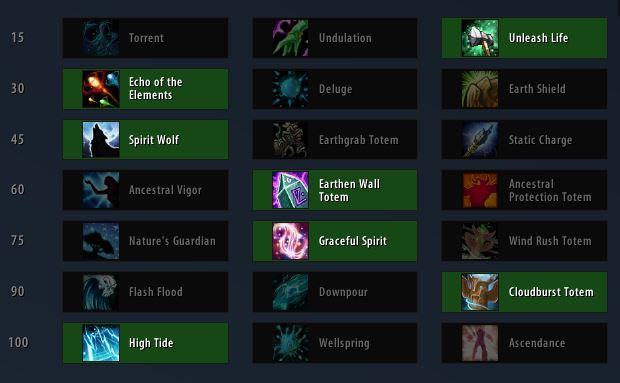 15 Torrent Undulation Unleash Life
30 Echo of the Elements Deluge Earth Shield
45 Spirit Wolf Earthgrab Totem Static Charge
60 Ancestral Vigor Earthen Wall Totem Ancestral Protection Totem
75 Nature's Guardian Graceful Spirit Wind Rush Totem
90 Flash Flood Downpour Cloudburst Totem
100 High Tide Wellspring Ascendance